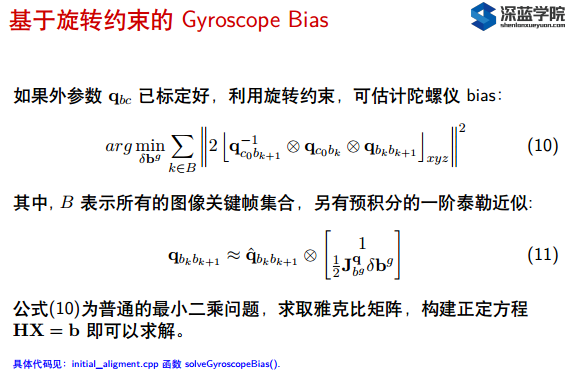 基于旋转约束的 Gyroscope Bias
深蓝学院
shenlanxueyuan.com
如果外参数 q_{bc} 已标定好，利用旋转约束，可估计陀螺仪 bias：
arg \min_{\delta \mathbf{b}^g} \sum_{k \in B} \left\| 2 \left\lfloor \mathbf{q}_{c_0 b_{k+1}}^{-1} \otimes \mathbf{q}_{c_0 b_k} \otimes \mathbf{q}_{b_k b_{k+1}} \right\rfloor_{xyz} \right\|^2 (10)
其中, B 表示所有的图像关键帧集合，另有预积分的一阶泰勒近似:
\mathbf{q}_{b_k b_{k+1}} \approx \hat{\mathbf{q}}_{b_k b_{k+1}} \otimes \begin{bmatrix} 1 \\ \frac{1}{2} \mathbf{J}_{b^g}^{\mathbf{q}} \delta \mathbf{b}^g \end{bmatrix} (11)
公式(10)为普通的最小二乘问题，求取雅克比矩阵，构建正定方程
HX = b 即可以求解。
具体代码见：initial_aligment.cpp 函数 solveGyroscopeBias().